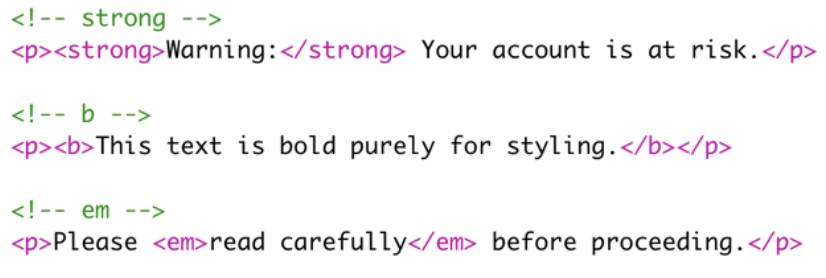 <!-- strong -->
<p><strong>Warning:</strong> Your account is at risk.</p>
<!-- b -->
<p><b>This text is bold purely for styling.</b></p>
<!-- em -->
<p>Please <em>read carefully</em> before proceeding.</p>